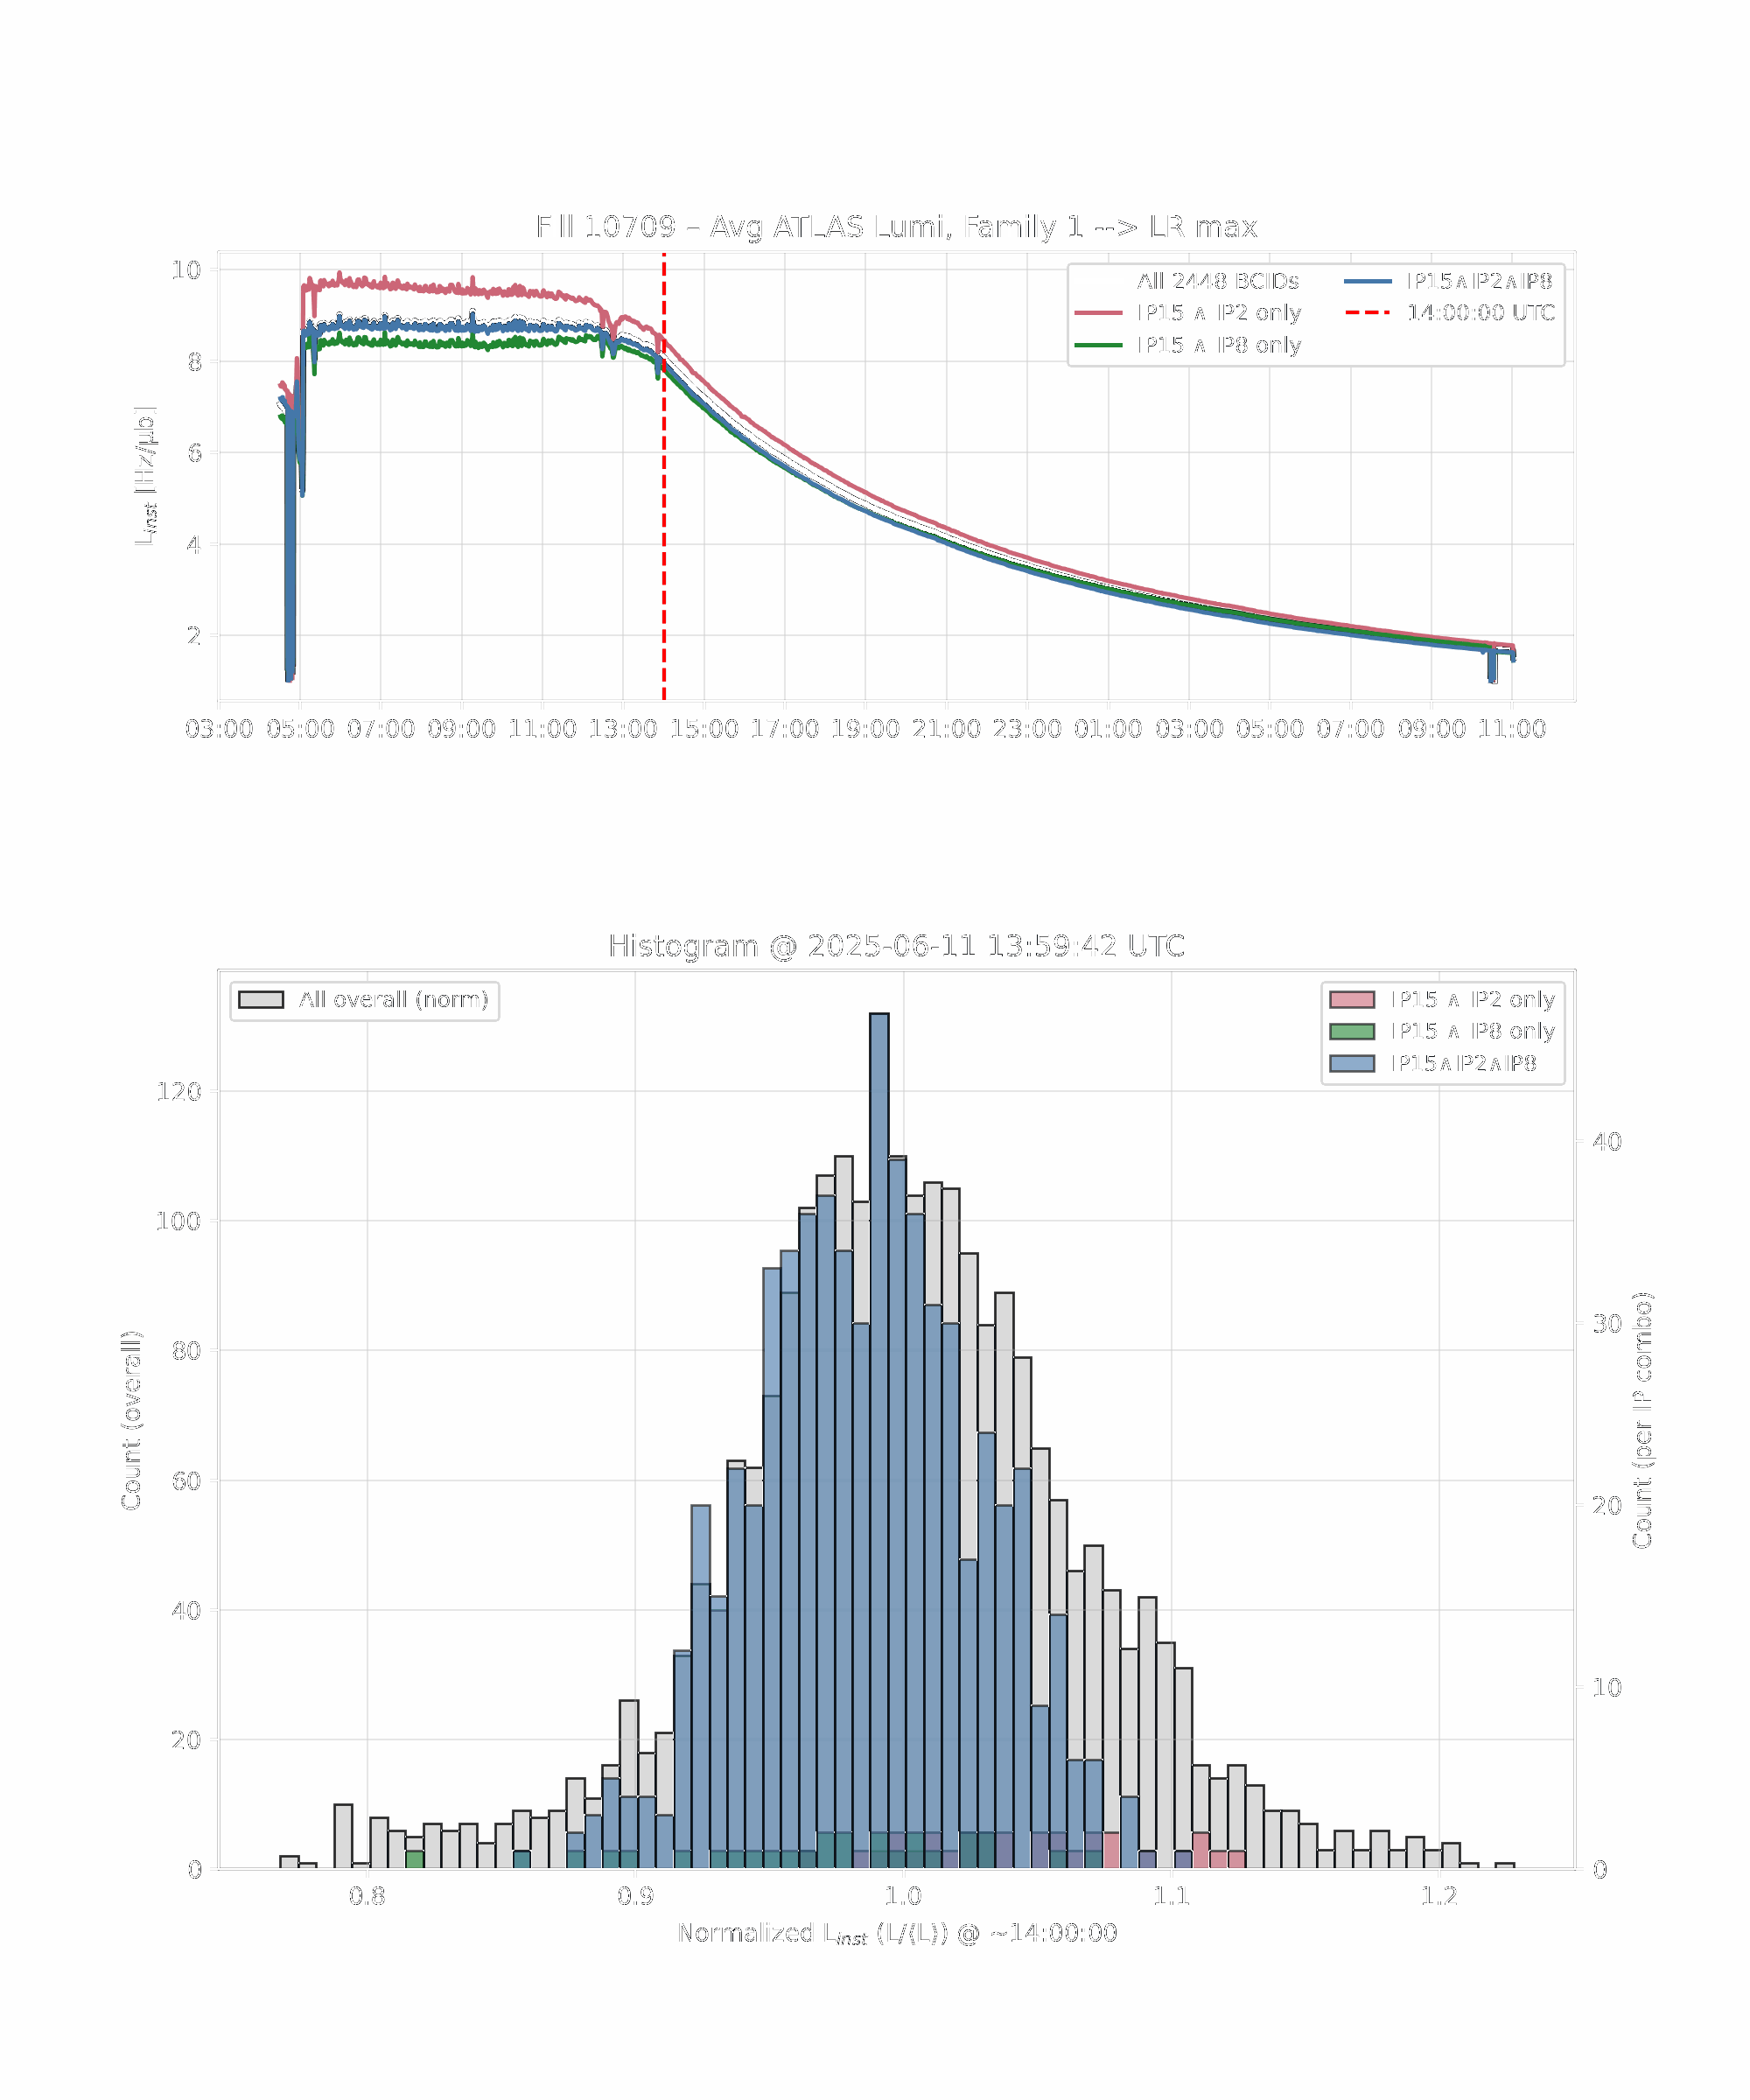 Fill 10709 – Avg ATLAS Lumi, Family 1 --> LR max
L_inst [Hz/μb]
10
8
6
4
2
All 2448 BCIDs
IP15 ∧ IP2 only
IP15 ∧ IP8 only
IP15∧IP2∧IP8
14:00:00 UTC
03:00 05:00 07:00 09:00 11:00 13:00 15:00 17:00 19:00 21:00 23:00 01:00 03:00 05:00 07:00 09:00 11:00
Histogram @ 2025-06-11 13:59:42 UTC
All overall (norm)
IP15 ∧ IP2 only
IP15 ∧ IP8 only
IP15∧IP2∧IP8
Count (overall)
120
100
80
60
40
20
0
Count (per IP combo)
40
30
20
10
0
0.8 0.9 1.0 1.1 1.2
Normalized L_inst (L/⟨L⟩) @ ~14:00:00